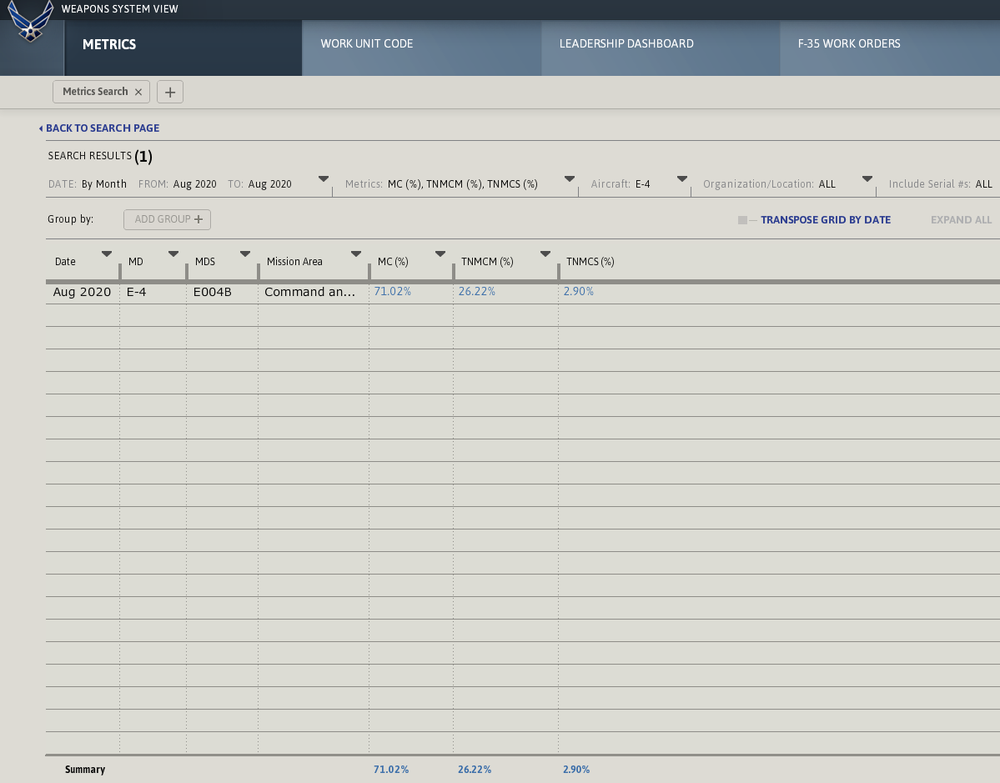 WEAPONS SYSTEM VIEW
METRICS WORK UNIT CODE LEADERSHIP DASHBOARD F-35 WORK ORDERS
Metrics Search × +
BACK TO SEARCH PAGE
SEARCH RESULTS (1)
DATE: By Month FROM: Aug 2020 TO: Aug 2020 Metrics: MC (%), TNMCM (%), TNMCS (%) Aircraft: E-4 Organization/Location: ALL Include Serial #s: ALL
Group by: ADD GROUP + TRANSPOSE GRID BY DATE EXPAND ALL
Date MD MDS Mission Area MC (%) TNMCM (%) TNMCS (%)
Aug 2020 E-4 E004B Command an... 71.02% 26.22% 2.90%
Summary 71.02% 26.22% 2.90%